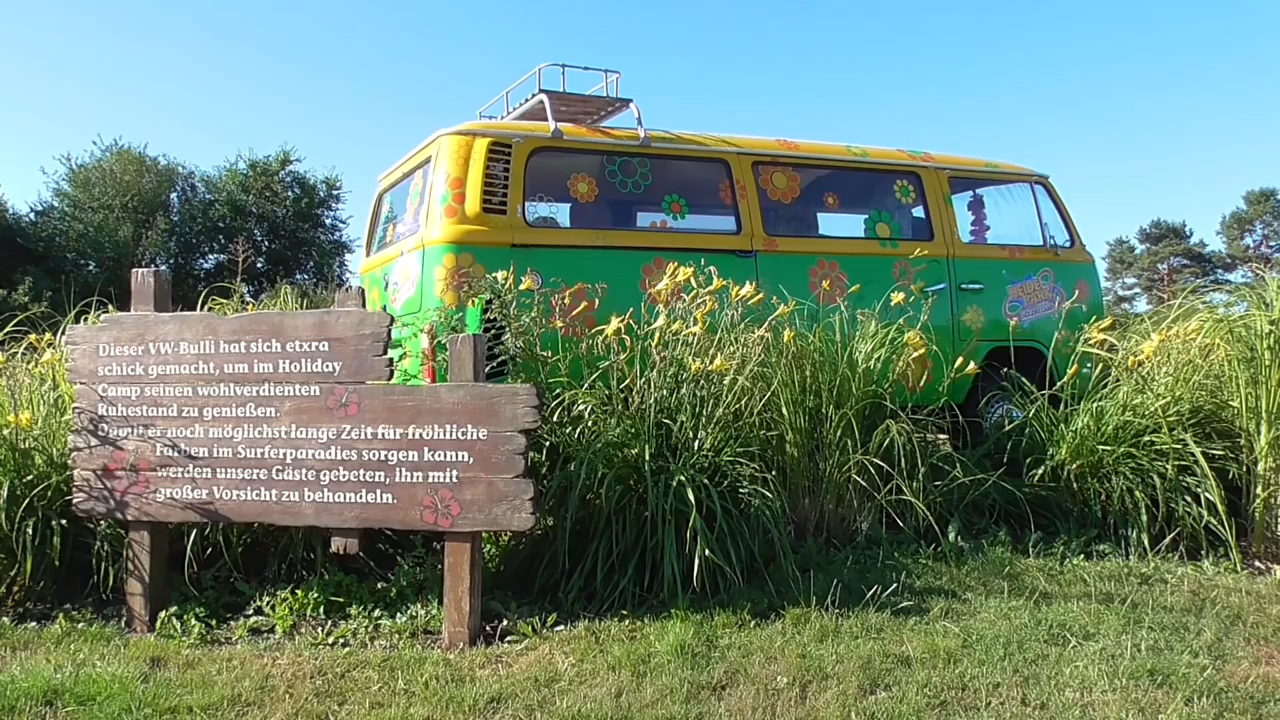 Dieser VW-Bulli hat sich etxra
schick gemacht, um im Holiday
Camp seinen wohlverdienten
Ruhestand zu genießen.
Damit er noch möglichst lange Zeit für fröhliche
Farben im Surferparadies sorgen kann,
werden unsere Gäste gebeten, ihn mit
großer Vorsicht zu behandeln.